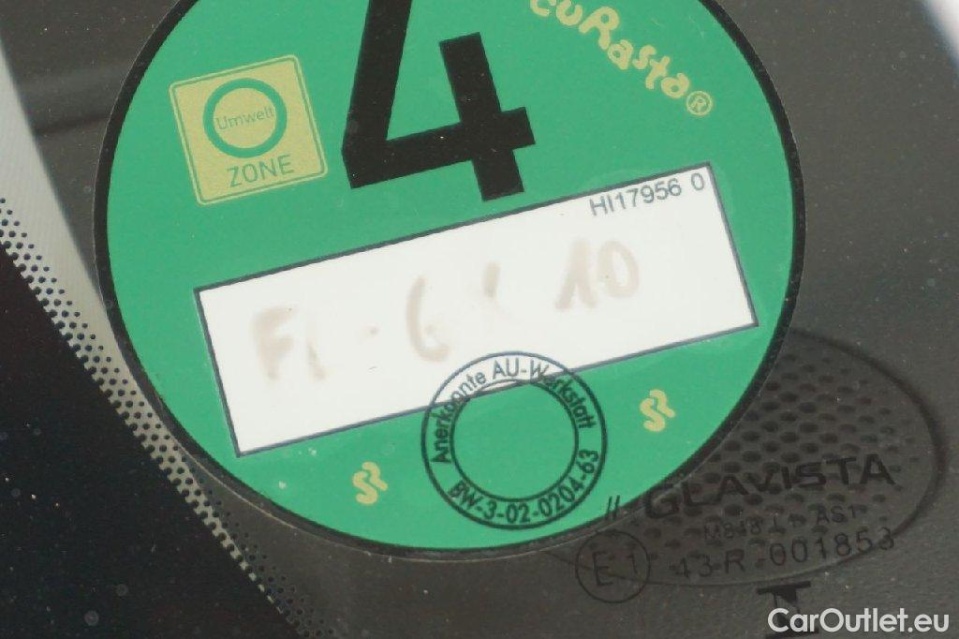 4
Umwelt
ZONE
HI17956 0
10
Anerkannte AU-Werkstatt
BW-3-02-0204-63
GLAVISTA
AS1
E1
43R-001853
CarOutlet.eu